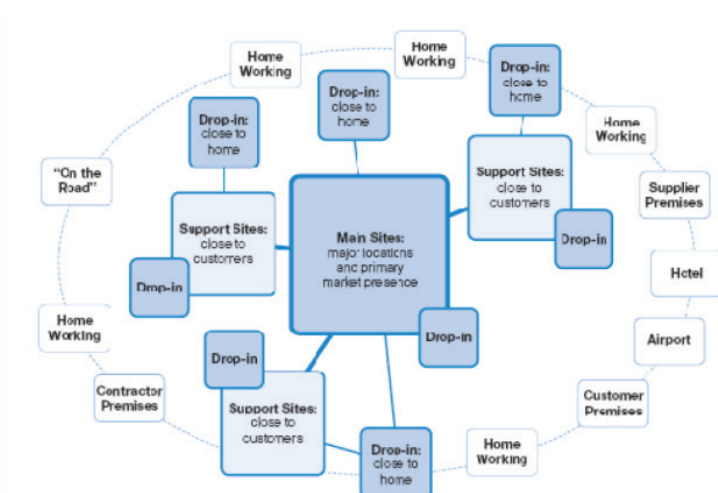 Home
Working
Home
Working
Drop-in:
close to
home
Drop-in:
close to
home
Drop-in:
close to
home
Home
Working
"On the
Road"
Support Sites:
close to
customers
Supplier
Premises
Support Sites:
close to
customers
Main Sites:
major locations
and primary
market presence
Drop-in
Hotel
Drop-in
Home
Working
Drop-in
Airport
Drop-in
Contractor
Premises
Support Sites:
close to
customers
Customer
Premises
Home
Working
Drop-in:
close to
home